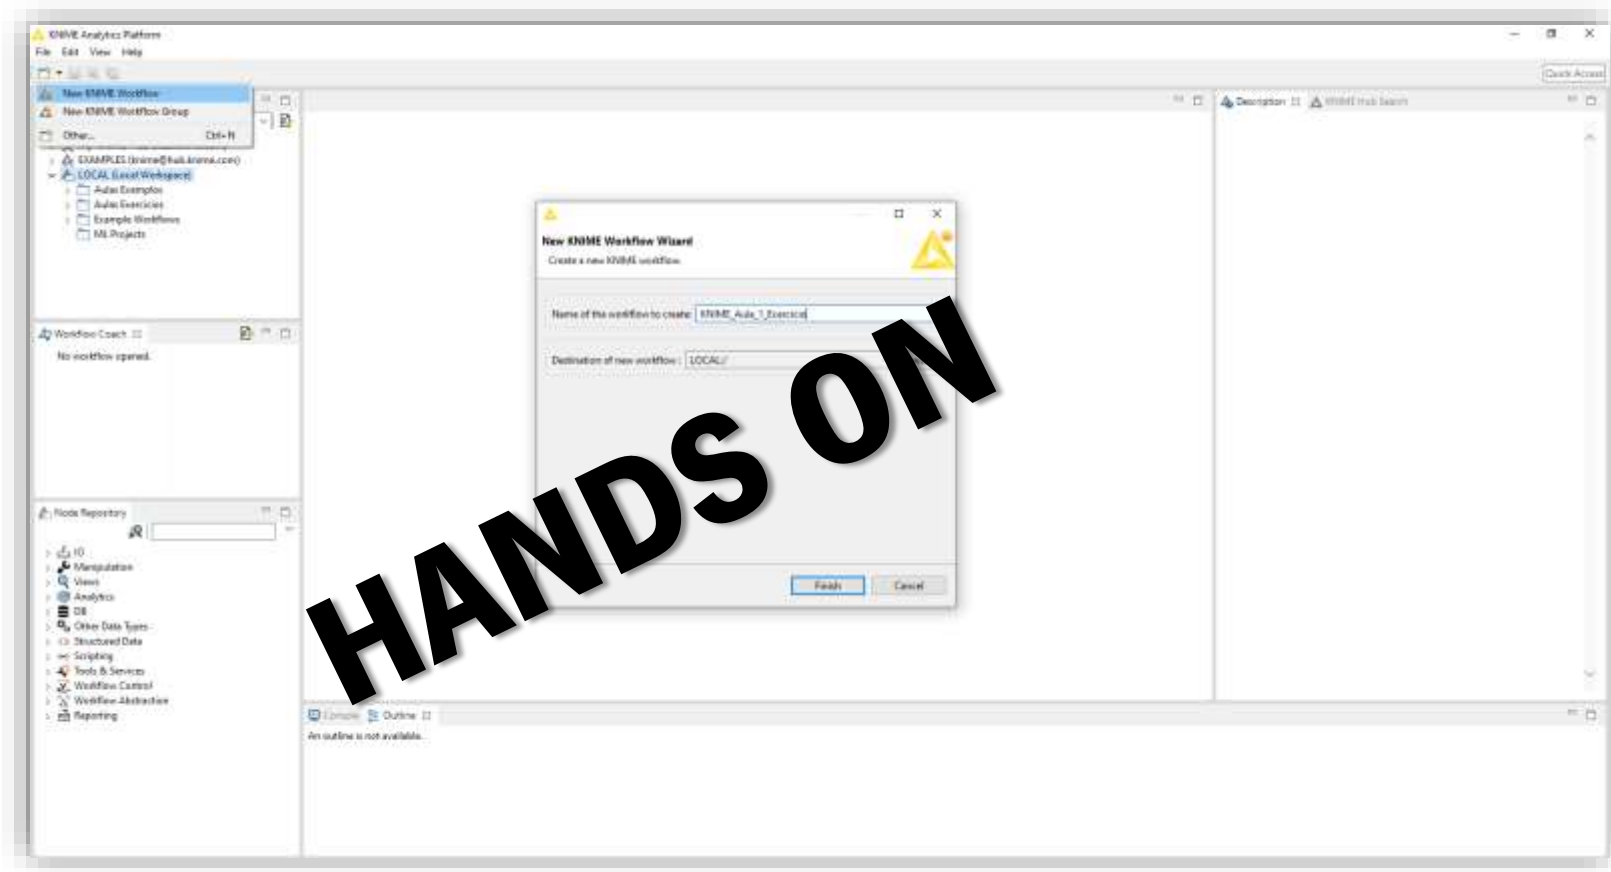 KNIME Analytics Platform
File Edit View Help
Quick Access
New KNIME Workflow
New KNIME Workflow Group
Other... Ctrl+N
EXAMPLES (knime@hub.knime.com)
LOCAL (Local Workspace)
Aulas Exemplos
Aulas Exercicios
Example Workflows
ML Projects
Description
KNIME Hub Search
New KNIME Workflow Wizard
Create a new KNIME workflow.
Name of the workflow to create:
Destination of new workflow : LOCAL:/
Finish Cancel
HANDS ON
Workflow Coach
No workflow opened.
Node Repository
IO
Manipulation
Views
Analytics
DB
Other Data Types
Structured Data
Scripting
Tools & Services
Workflow Control
Workflow Abstraction
Reporting
Console Outline
An outline is not available.